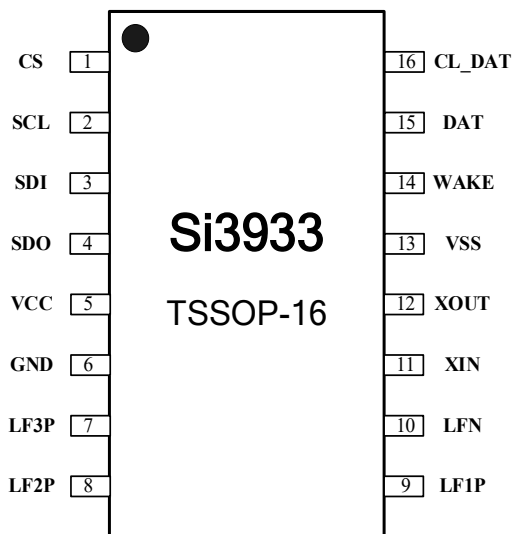 CS 1 16 CL_DAT
SCL 2 15 DAT
SDI 3 14 WAKE
Si3933
SDO 4 13 VSS
TSSOP-16
VCC 5 12 XOUT
GND 6 11 XIN
LF3P 7 10 LFN
LF2P 8 9 LF1P